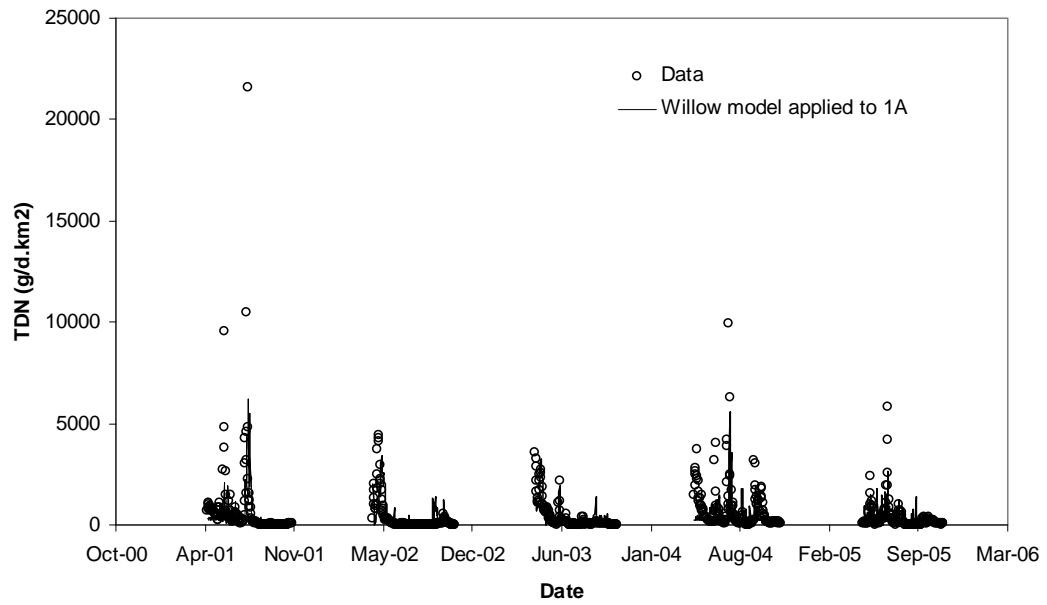 25000
20000
15000
10000
5000
0
TDN (g/d.km2)
Data
Willow model applied to 1A
Oct-00 Apr-01 Nov-01 May-02 Dec-02 Jun-03 Jan-04 Aug-04 Feb-05 Sep-05 Mar-06
Date